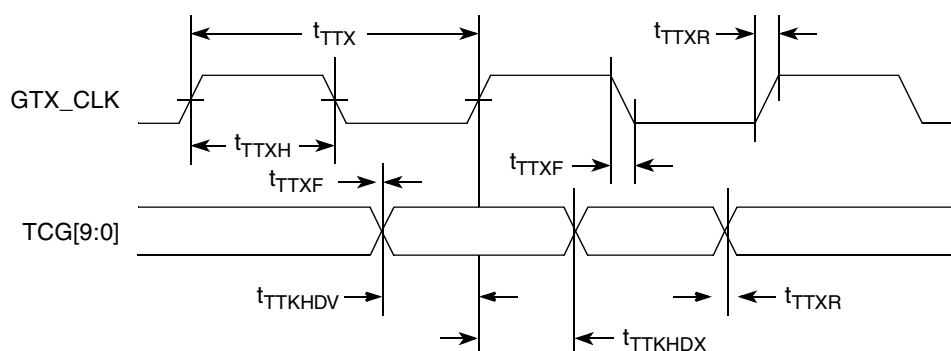 tTTX
tTTXR
GTX_CLK
tTTXH
tTTXF
tTTXF
TCG[9:0]
tTTKHDV
tTTXR
tTTKHDX